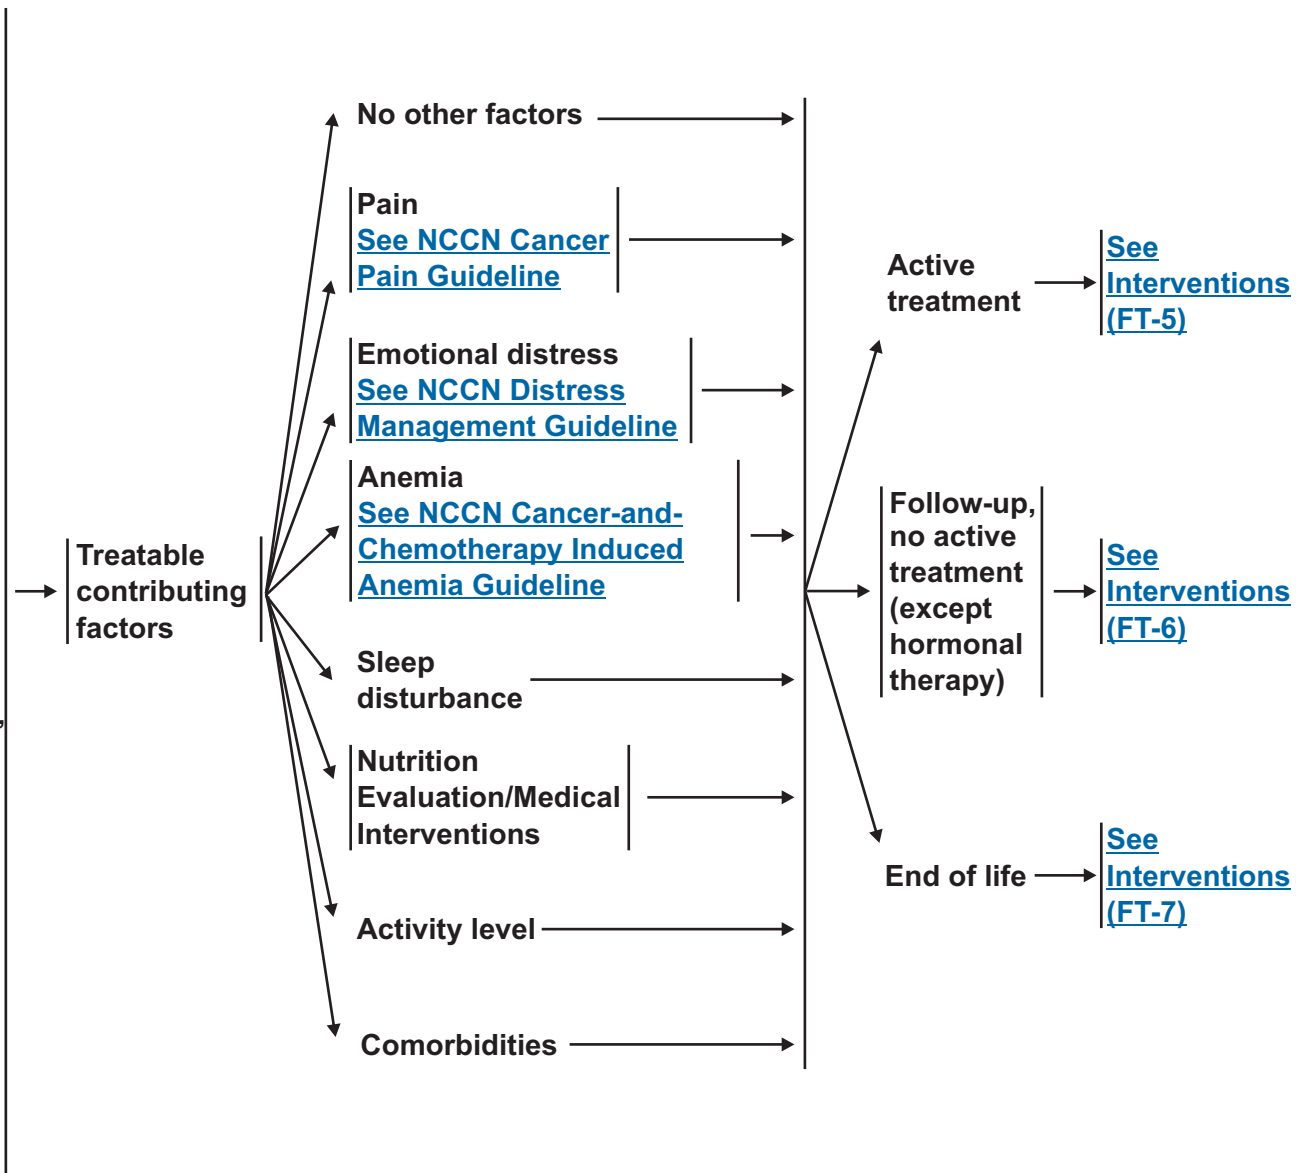 ,
Treatable
contributing
factors
No other factors
Pain
See NCCN Cancer
Pain Guideline
Emotional distress
See NCCN Distress
Management Guideline
Anemia
See NCCN Cancer-and-
Chemotherapy Induced
Anemia Guideline
Sleep
disturbance
Nutrition
Evaluation/Medical
Interventions
Activity level
Comorbidities
Active
treatment
See
Interventions
(FT-5)
Follow-up,
no active
treatment
(except
hormonal
therapy)
See
Interventions
(FT-6)
End of life
See
Interventions
(FT-7)